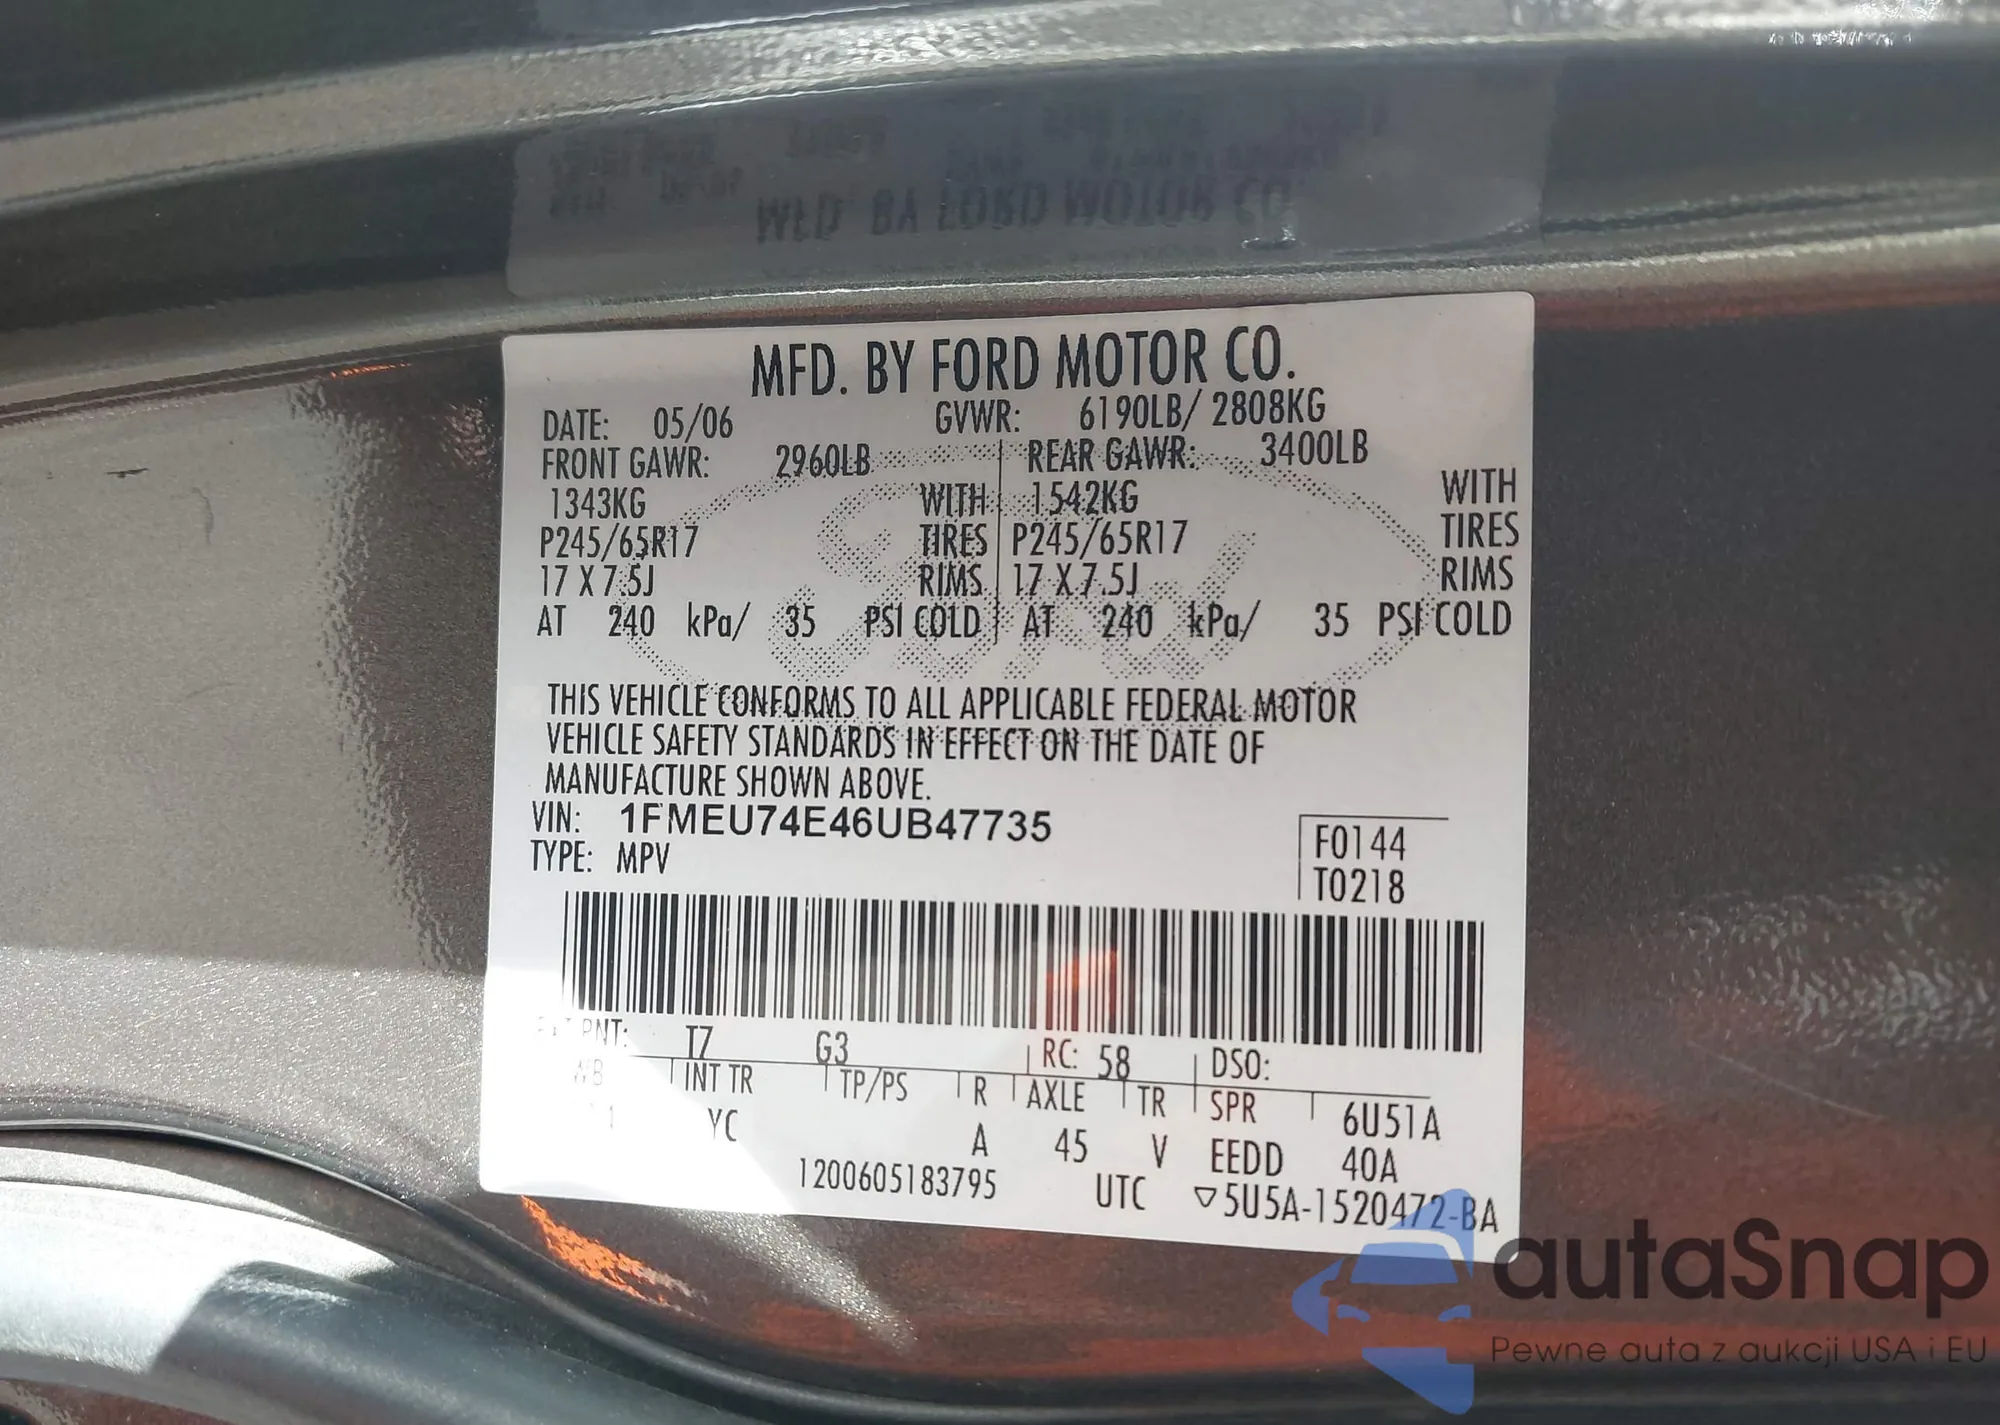 MFD. BY FORD MOTOR CO.
DATE: 05/06 GVWR: 6190LB/ 2808KG
FRONT GAWR: 2960LB REAR GAWR: 3400LB
1343KG WITH 1542KG WITH
P245/65R17 TIRES P245/65R17 TIRES
17 X 7.5J RIMS 17 X 7.5J RIMS
AT 240 kPa/ 35 PSI COLD AT 240 kPa/ 35 PSI COLD
THIS VEHICLE CONFORMS TO ALL APPLICABLE FEDERAL MOTOR
VEHICLE SAFETY STANDARDS IN EFFECT ON THE DATE OF
MANUFACTURE SHOWN ABOVE.
VIN: 1FMEU74E46UB47735
TYPE: MPV
F0144
T0218
PNT: T7 G3 RC: 58 DSO:
WB INT TR TP/PS R AXLE TR SPR 6U51A
YC A 45 V EEDD 40A
1200605183795 UTC ▽5U5A-1520472-BA
Ford
autaSnap
Pewne auta z aukcji USA i EU